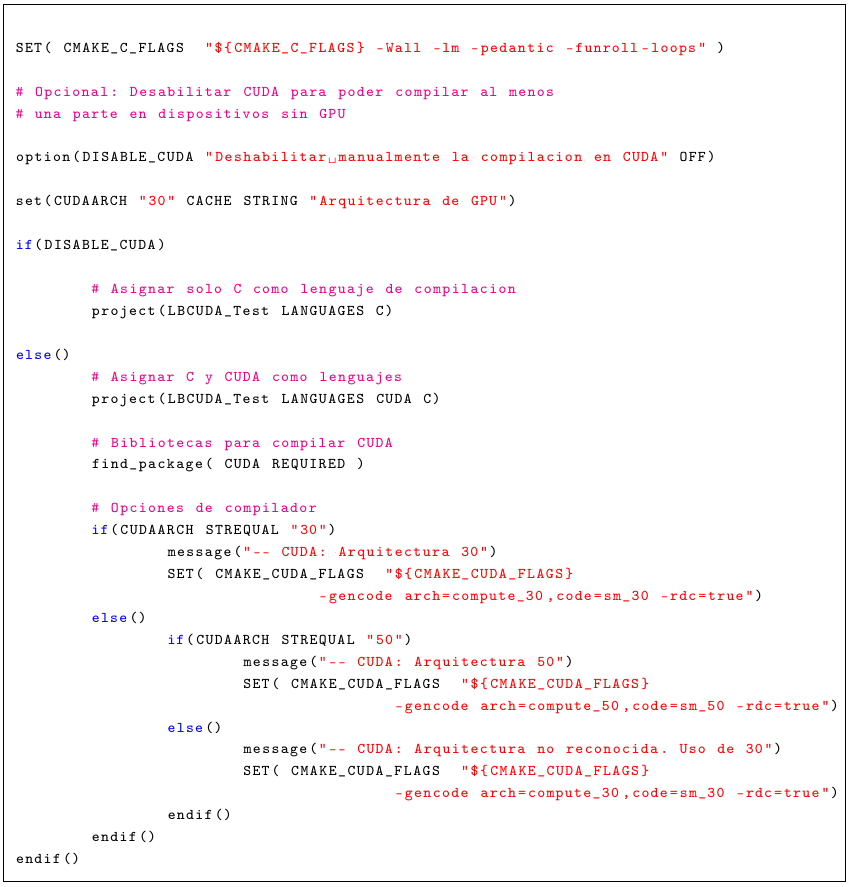 SET( CMAKE_C_FLAGS  "${CMAKE_C_FLAGS} -Wall -lm -pedantic -funroll-loops" )
# Opcional: Desabilitar CUDA para poder compilar al menos
# una parte en dispositivos sin GPU
option(DISABLE_CUDA "Deshabilitar␣manualmente la compilacion en CUDA" OFF)
set(CUDAARCH "30" CACHE STRING "Arquitectura de GPU")
if(DISABLE_CUDA)
        # Asignar solo C como lenguaje de compilacion
        project(LBCUDA_Test LANGUAGES C)
else()
        # Asignar C y CUDA como lenguajes
        project(LBCUDA_Test LANGUAGES CUDA C)
        # Bibliotecas para compilar CUDA
        find_package( CUDA REQUIRED )
        # Opciones de compilador
        if(CUDAARCH STREQUAL "30")
                message("-- CUDA: Arquitectura 30")
                SET( CMAKE_CUDA_FLAGS  "${CMAKE_CUDA_FLAGS}
                                -gencode arch=compute_30,code=sm_30 -rdc=true")
        else()
                if(CUDAARCH STREQUAL "50")
                        message("-- CUDA: Arquitectura 50")
                        SET( CMAKE_CUDA_FLAGS  "${CMAKE_CUDA_FLAGS}
                                        -gencode arch=compute_50,code=sm_50 -rdc=true")
                else()
                        message("-- CUDA: Arquitectura no reconocida. Uso de 30")
                        SET( CMAKE_CUDA_FLAGS  "${CMAKE_CUDA_FLAGS}
                                        -gencode arch=compute_30,code=sm_30 -rdc=true")
                endif()
        endif()
endif()